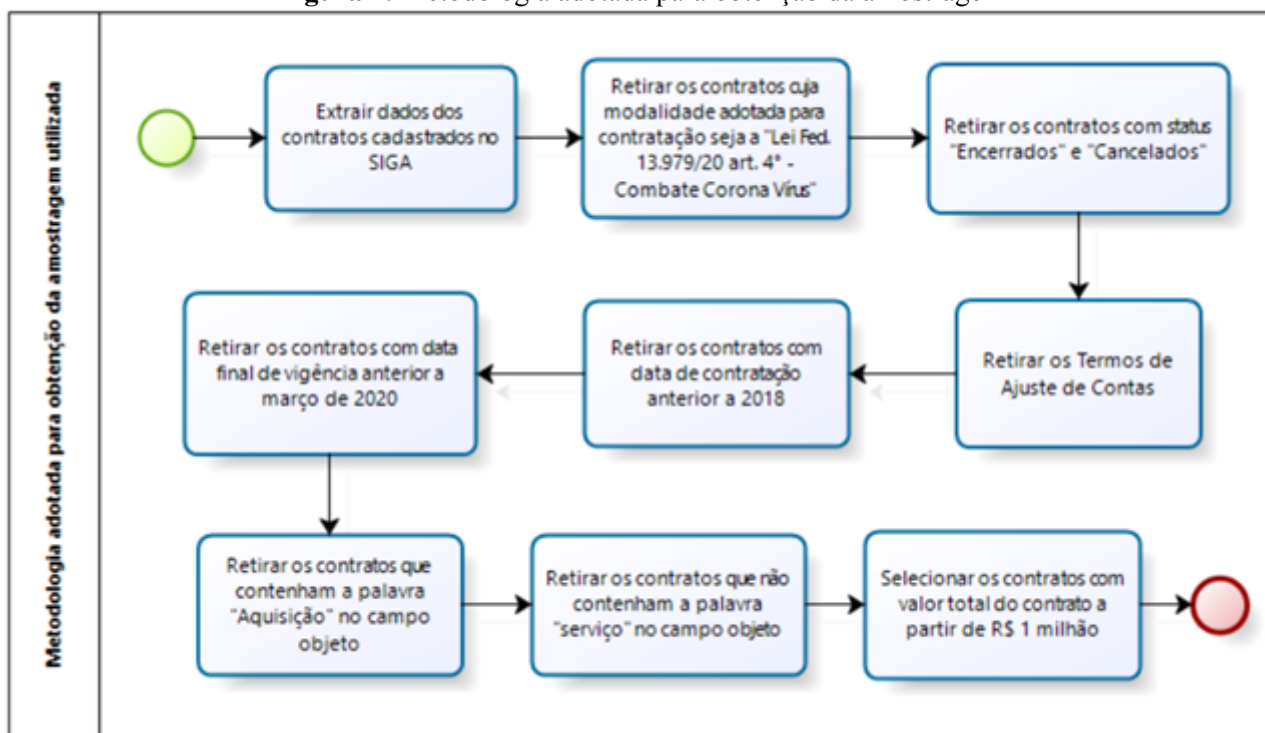 Metodologia adotada para obtenção da amostragem utilizada
Extrair dados dos
contratos cadastrados no
SIGA
Retirar os contratos cuja
modalidade adotada para
contratação seja a "Lei Fed.
13.979/20 art. 4° -
Combate Corona Vírus"
Retirar os contratos com status
"Encerrados" e "Cancelados"
Retirar os Termos de
Ajuste de Contas
Retirar os contratos com
data de contratação
anterior a 2018
Retirar os contratos com data
final de vigência anterior a
março de 2020
Retirar os contratos que
contenham a palavra
"Aquisição" no campo
objeto
Retirar os contratos que não
contenham a palavra
"serviço" no campo objeto
Selecionar os contratos com
valor total do contrato a
partir de R$ 1 milhão